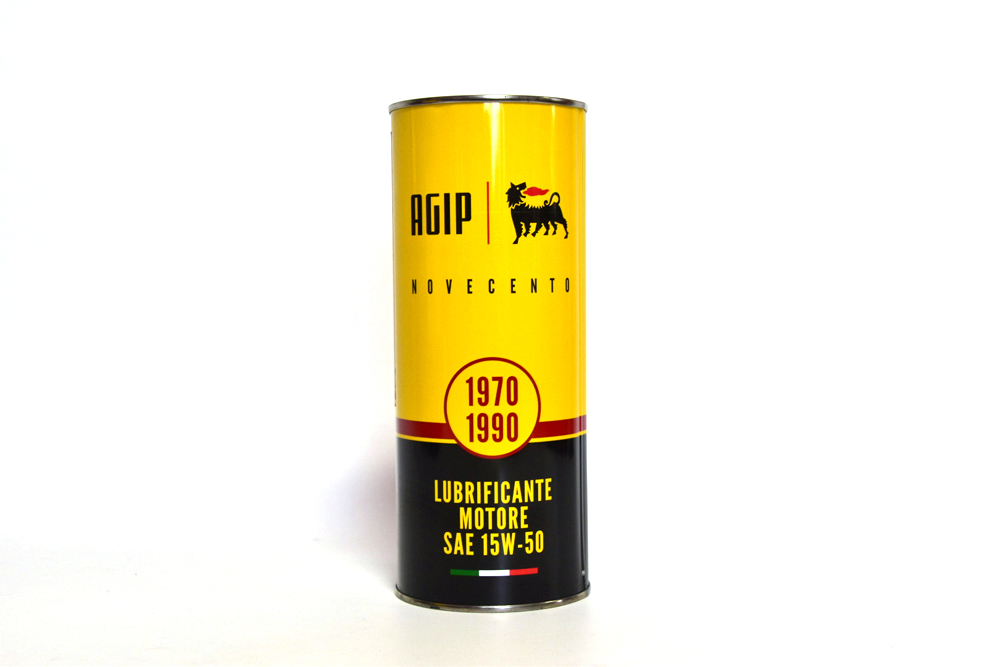 AGIP
NOVECENTO
1970
1990
LUBRIFICANTE
MOTORE
SAE 15W-50